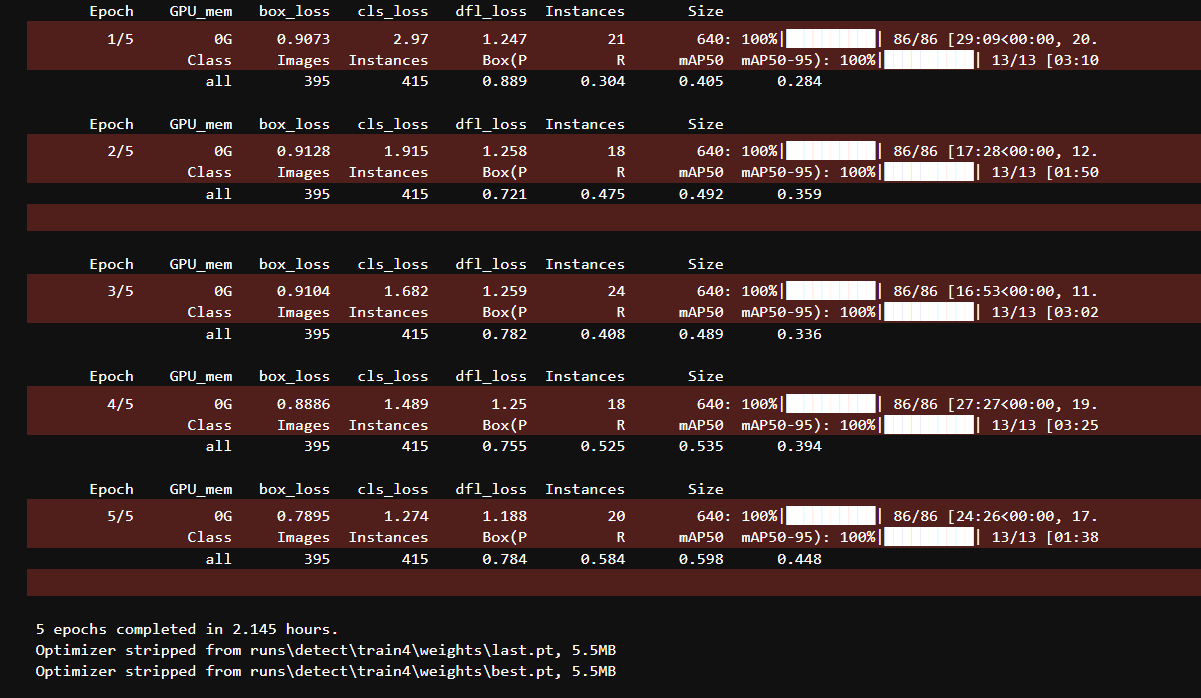 Epoch GPU_mem box_loss cls_loss dfl_loss Instances Size
1/5 0G 0.9073 2.97 1.247 21 640: 100%|██████████| 86/86 [29:09<00:00, 20.
Class Images Instances Box(P R mAP50 mAP50-95): 100%|██████████| 13/13 [03:10
all 395 415 0.889 0.304 0.405 0.284
Epoch GPU_mem box_loss cls_loss dfl_loss Instances Size
2/5 0G 0.9128 1.915 1.258 18 640: 100%|██████████| 86/86 [17:28<00:00, 12.
Class Images Instances Box(P R mAP50 mAP50-95): 100%|██████████| 13/13 [01:50
all 395 415 0.721 0.475 0.492 0.359
Epoch GPU_mem box_loss cls_loss dfl_loss Instances Size
3/5 0G 0.9104 1.682 1.259 24 640: 100%|██████████| 86/86 [16:53<00:00, 11.
Class Images Instances Box(P R mAP50 mAP50-95): 100%|██████████| 13/13 [03:02
all 395 415 0.782 0.408 0.489 0.336
Epoch GPU_mem box_loss cls_loss dfl_loss Instances Size
4/5 0G 0.8886 1.489 1.25 18 640: 100%|██████████| 86/86 [27:27<00:00, 19.
Class Images Instances Box(P R mAP50 mAP50-95): 100%|██████████| 13/13 [03:25
all 395 415 0.755 0.525 0.535 0.394
Epoch GPU_mem box_loss cls_loss dfl_loss Instances Size
5/5 0G 0.7895 1.274 1.188 20 640: 100%|██████████| 86/86 [24:26<00:00, 17.
Class Images Instances Box(P R mAP50 mAP50-95): 100%|██████████| 13/13 [01:38
all 395 415 0.784 0.584 0.598 0.448
5 epochs completed in 2.145 hours.
Optimizer stripped from runs\detect\train4\weights\last.pt, 5.5MB
Optimizer stripped from runs\detect\train4\weights\best.pt, 5.5MB